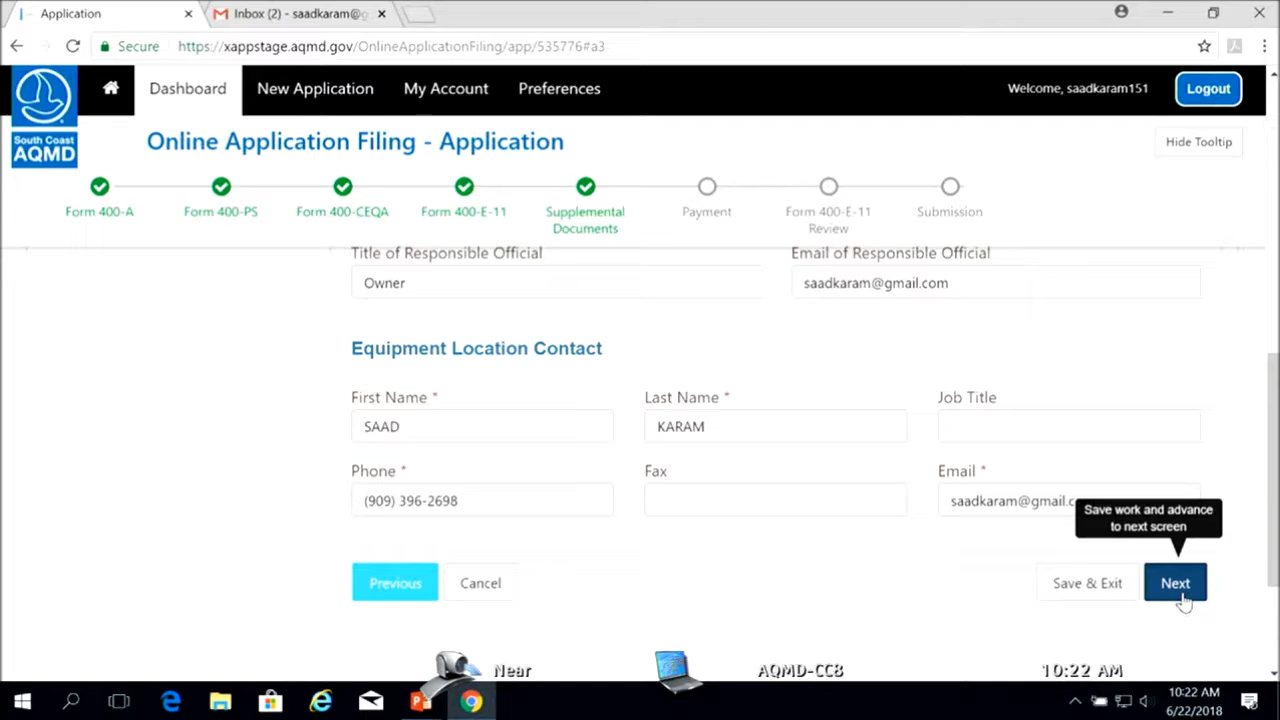 Application
Inbox (2) - saadkaram@g
Secure
https://xappstage.aqmd.gov/OnlineApplicationFiling/app/535776#a3
South Coast
AQMD
Dashboard
New Application
My Account
Preferences
Welcome, saadkaram151
Logout
Online Application Filing - Application
Hide Tooltip
Form 400-A
Form 400-PS
Form 400-CEQA
Form 400-E-11
Supplemental
Documents
Payment
Form 400-E-11
Review
Submission
Title of Responsible Official
Email of Responsible Official
Owner
saadkaram@gmail.com
Equipment Location Contact
First Name *
Last Name *
Job Title
SAAD
KARAM
Phone *
Fax
Email *
(909) 396-2698
saadkaram@gmail.c
Save work and advance
to next screen
Previous
Cancel
Save & Exit
Next
Near
AQMD-CC8
10:22 AM
10:22 AM
6/22/2018